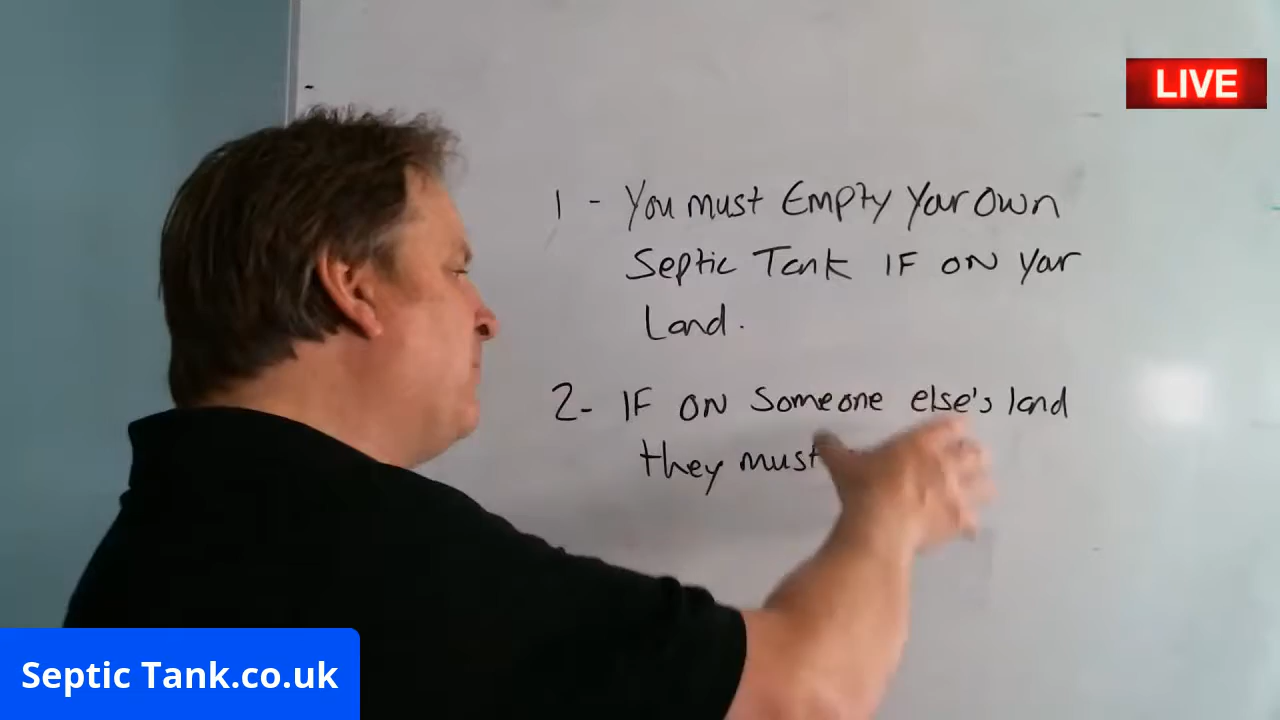 LIVE
1 - You must Empty Your Own
Septic Tank IF ON Your
Land.
2- IF ON Someone else's land
they must
Septic Tank.co.uk